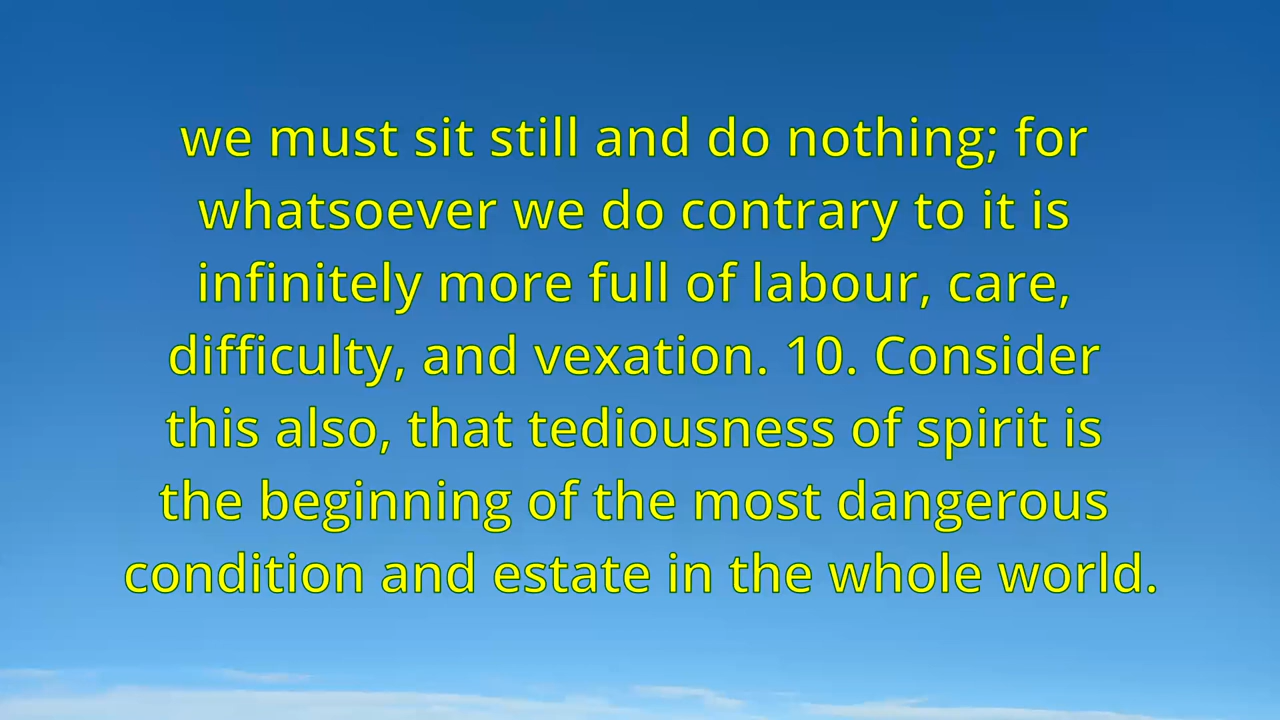 we must sit still and do nothing; for
whatsoever we do contrary to it is
infinitely more full of labour, care,
difficulty, and vexation. 10. Consider
this also, that tediousness of spirit is
the beginning of the most dangerous
condition and estate in the whole world.